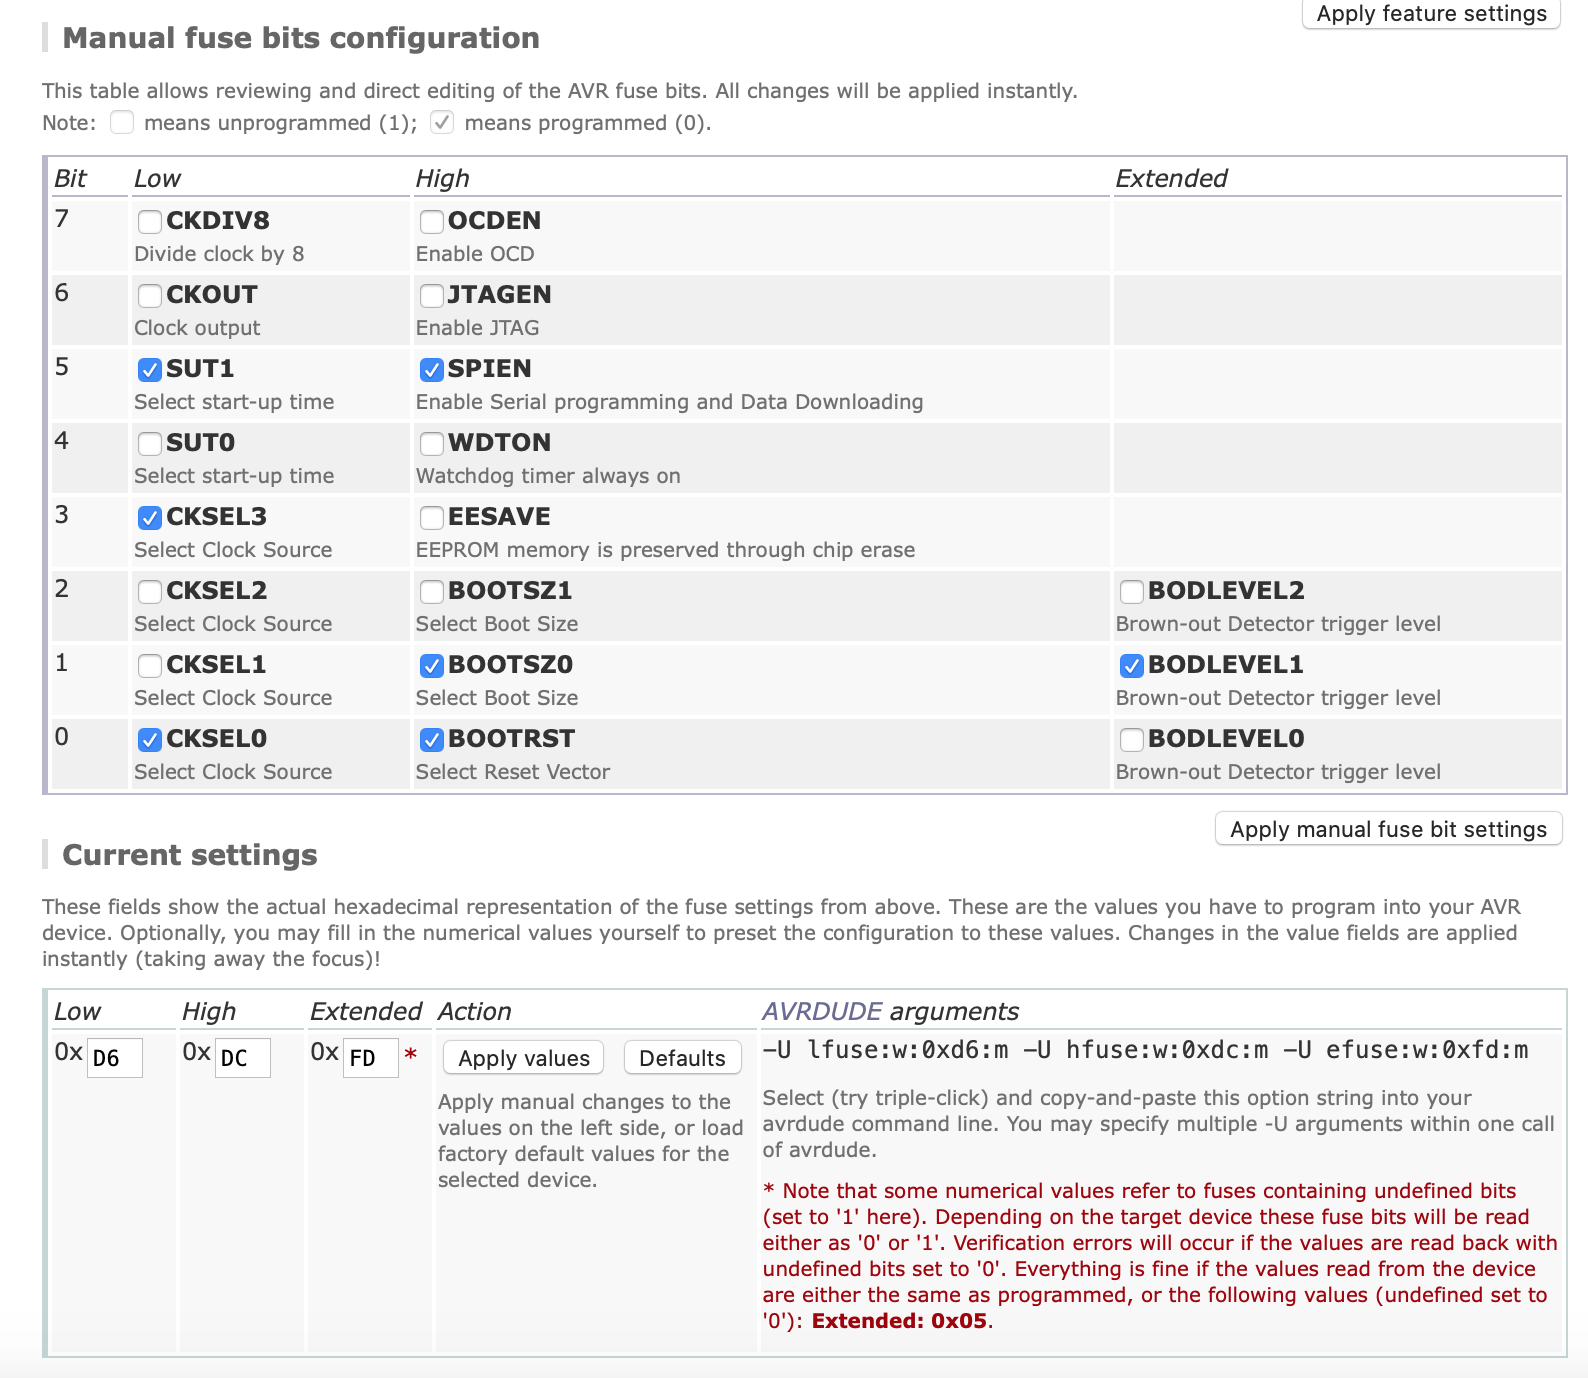 Apply feature settings
Manual fuse bits configuration
This table allows reviewing and direct editing of the AVR fuse bits. All changes will be applied instantly.
Note: means unprogrammed (1); means programmed (0).
Bit Low High Extended
7 CKDIV8 OCDEN
Divide clock by 8 Enable OCD
6 CKOUT JTAGEN
Clock output Enable JTAG
5 SUT1 SPIEN
Select start-up time Enable Serial programming and Data Downloading
4 SUT0 WDTON
Select start-up time Watchdog timer always on
3 CKSEL3 EESAVE
Select Clock Source EEPROM memory is preserved through chip erase
2 CKSEL2 BOOTSZ1 BODLEVEL2
Select Clock Source Select Boot Size Brown-out Detector trigger level
1 CKSEL1 BOOTSZ0 BODLEVEL1
Select Clock Source Select Boot Size Brown-out Detector trigger level
0 CKSEL0 BOOTRST BODLEVEL0
Select Clock Source Select Reset Vector Brown-out Detector trigger level
Apply manual fuse bit settings
Current settings
These fields show the actual hexadecimal representation of the fuse settings from above. These are the values you have to program into your AVR
device. Optionally, you may fill in the numerical values yourself to preset the configuration to these values. Changes in the value fields are applied
instantly (taking away the focus)!
Low High Extended Action AVRDUDE arguments
0x D6 0x DC 0x FD * Apply values Defaults -U lfuse:w:0xd6:m -U hfuse:w:0xdc:m -U efuse:w:0xfd:m
Apply manual changes to the
values on the left side, or load
factory default values for the
selected device.
Select (try triple-click) and copy-and-paste this option string into your
avrdude command line. You may specify multiple -U arguments within one call
of avrdude.
* Note that some numerical values refer to fuses containing undefined bits
(set to '1' here). Depending on the target device these fuse bits will be read
either as '0' or '1'. Verification errors will occur if the values are read back with
undefined bits set to '0'. Everything is fine if the values read from the device
are either the same as programmed, or the following values (undefined set to
'0'): Extended: 0x05.